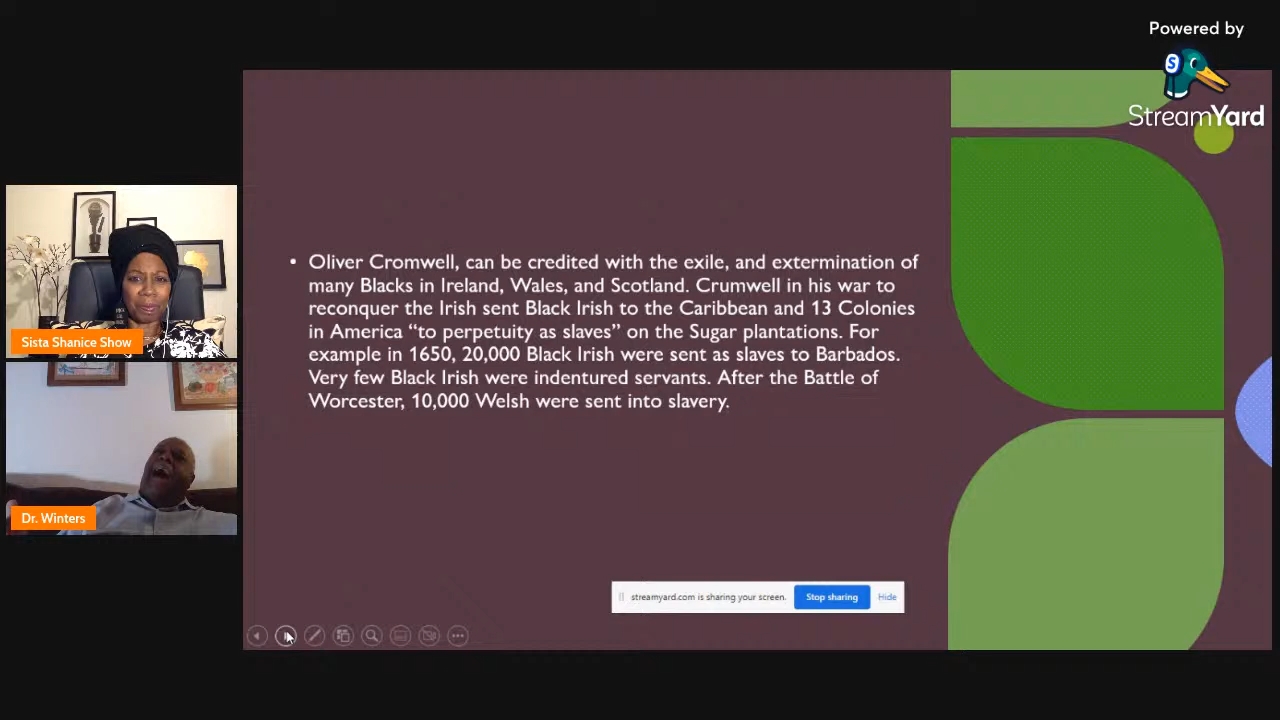 Powered by
StreamYard
• Oliver Cromwell, can be credited with the exile, and extermination of
many Blacks in Ireland, Wales, and Scotland. Crumwell in his war to
reconquer the Irish sent Black Irish to the Caribbean and 13 Colonies
in America “to perpetuity as slaves” on the Sugar plantations. For
example in 1650, 20,000 Black Irish were sent as slaves to Barbados.
Very few Black Irish were indentured servants. After the Battle of
Worcester, 10,000 Welsh were sent into slavery.
Sista Shanice Show
Dr. Winters
streamyard.com is sharing your screen.
Stop sharing
Hide